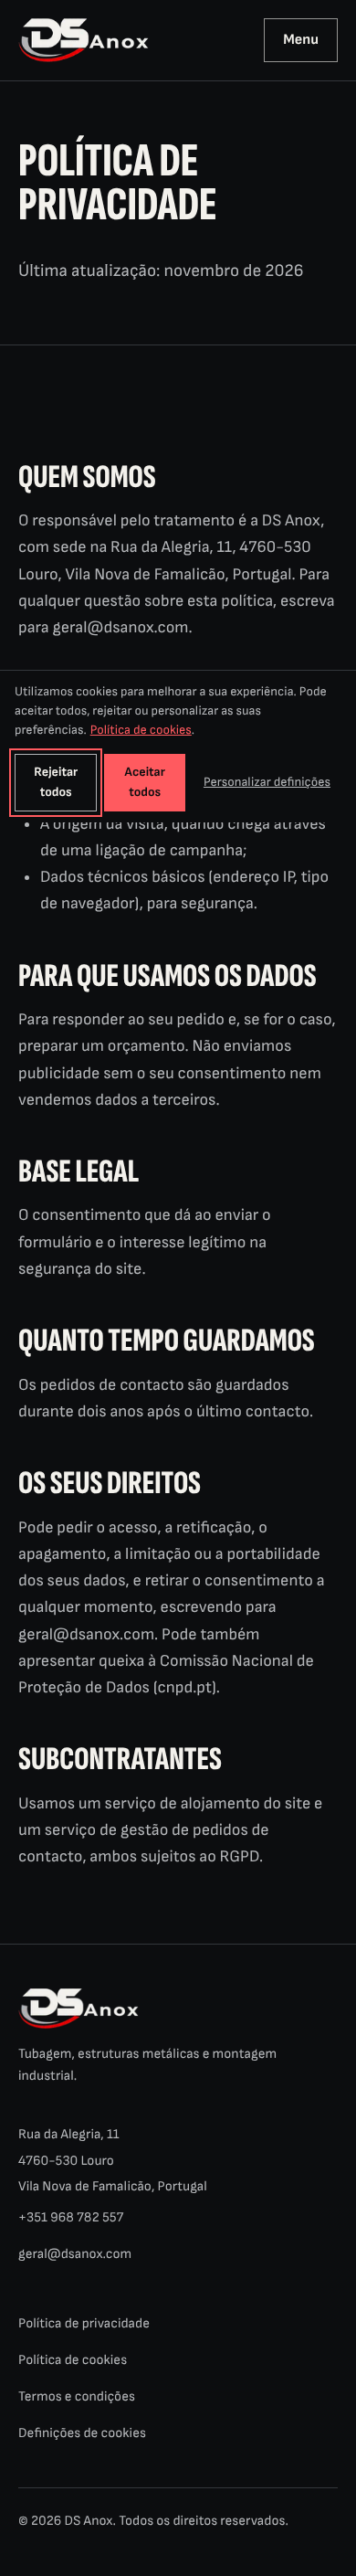 DS Anox
Menu
POLÍTICA DE
PRIVACIDADE
Última atualização: novembro de 2026
QUEM SOMOS
O responsável pelo tratamento é a DS Anox,
com sede na Rua da Alegria, 11, 4760-530
Louro, Vila Nova de Famalicão, Portugal. Para
qualquer questão sobre esta política, escreva
para geral@dsanox.com.
Utilizamos cookies para melhorar a sua experiência. Pode
aceitar todos, rejeitar ou personalizar as suas
preferências. Política de cookies.
Rejeitar
todos
Aceitar
todos
Personalizar definições
A origem da visita, quando chega através
de uma ligação de campanha;
Dados técnicos básicos (endereço IP, tipo
de navegador), para segurança.
PARA QUE USAMOS OS DADOS
Para responder ao seu pedido e, se for o caso,
preparar um orçamento. Não enviamos
publicidade sem o seu consentimento nem
vendemos dados a terceiros.
BASE LEGAL
O consentimento que dá ao enviar o
formulário e o interesse legítimo na
segurança do site.
QUANTO TEMPO GUARDAMOS
Os pedidos de contacto são guardados
durante dois anos após o último contacto.
OS SEUS DIREITOS
Pode pedir o acesso, a retificação, o
apagamento, a limitação ou a portabilidade
dos seus dados, e retirar o consentimento a
qualquer momento, escrevendo para
geral@dsanox.com. Pode também
apresentar queixa à Comissão Nacional de
Proteção de Dados (cnpd.pt).
SUBCONTRATANTES
Usamos um serviço de alojamento do site e
um serviço de gestão de pedidos de
contacto, ambos sujeitos ao RGPD.
DS Anox
Tubagem, estruturas metálicas e montagem
industrial.
Rua da Alegria, 11
4760-530 Louro
Vila Nova de Famalicão, Portugal
+351 968 782 557
geral@dsanox.com
Política de privacidade
Política de cookies
Termos e condições
Definições de cookies
© 2026 DS Anox. Todos os direitos reservados.